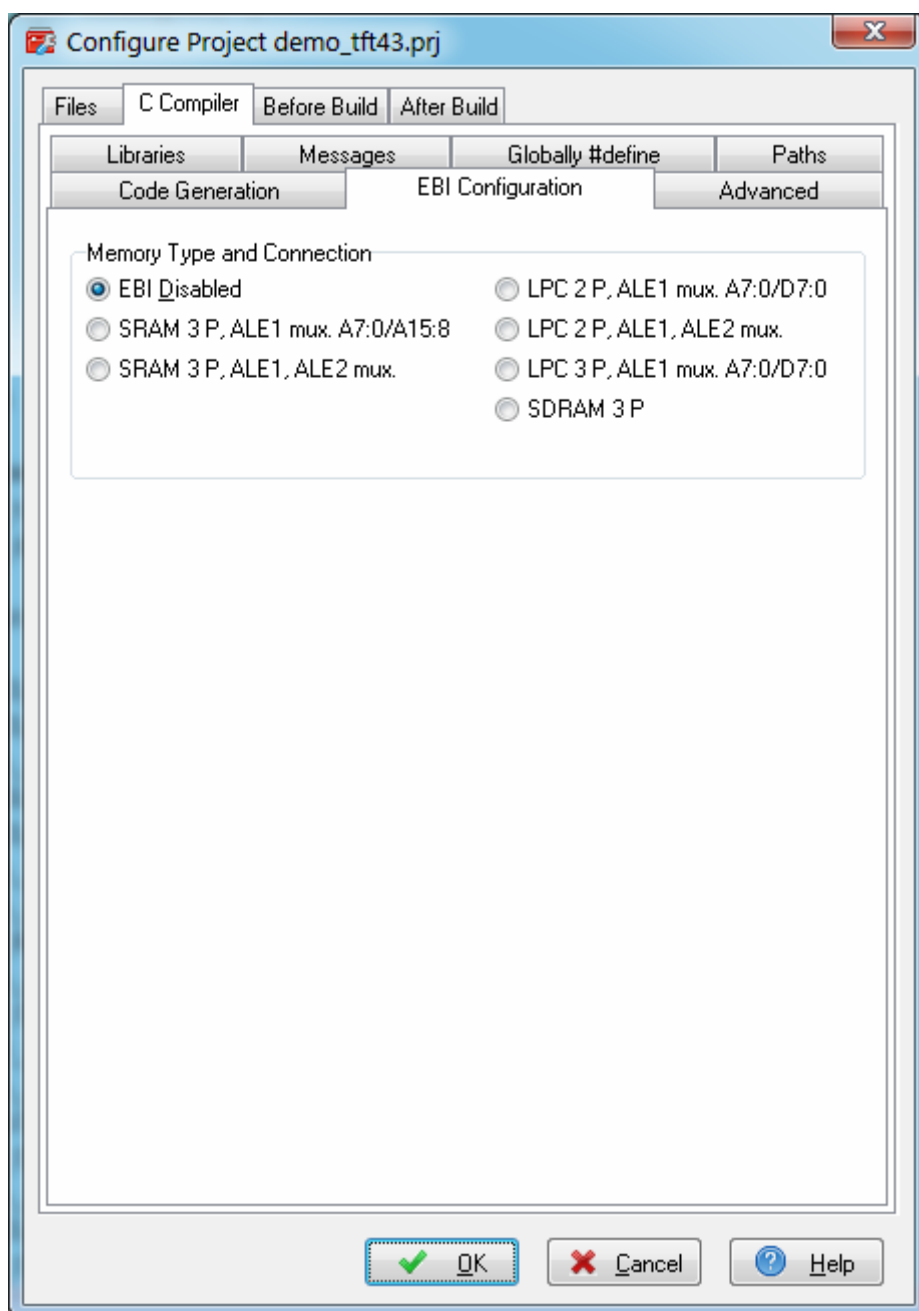 Configure Project demo_tft43.prj
Files C Compiler Before Build After Build
Libraries Messages Globally #define Paths
Code Generation EBI Configuration Advanced
Memory Type and Connection
EBI Disabled LPC 2 P, ALE1 mux. A7:0/D7:0
SRAM 3 P, ALE1 mux. A7:0/A15:8 LPC 2 P, ALE1, ALE2 mux.
SRAM 3 P, ALE1, ALE2 mux. LPC 3 P, ALE1 mux. A7:0/D7:0
SDRAM 3 P
OK Cancel Help